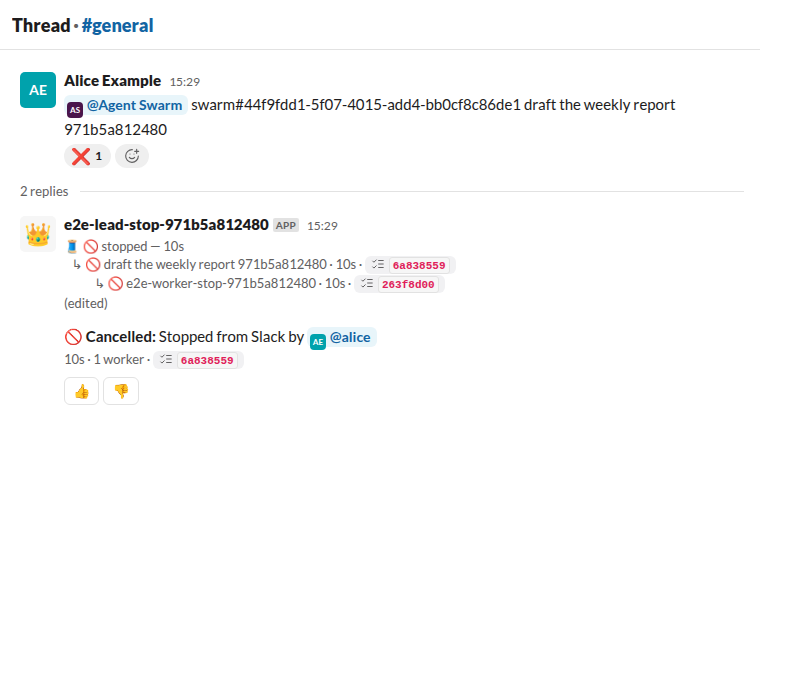 Thread • #general
AE
Alice Example 15:29
AS @Agent Swarm swarm#44f9fdd1-5f07-4015-add4-bb0cf8c86de1 draft the weekly report
971b5a812480
❌ 1
2 replies
e2e-lead-stop-971b5a812480 APP 15:29
🧵 🚫 stopped — 10s
↳ 🚫 draft the weekly report 971b5a812480 · 10s · 6a838559
↳ 🚫 e2e-worker-stop-971b5a812480 · 10s · 263f8d00
(edited)
🚫 Cancelled: Stopped from Slack by AE @alice
10s · 1 worker · 6a838559
👍 👎